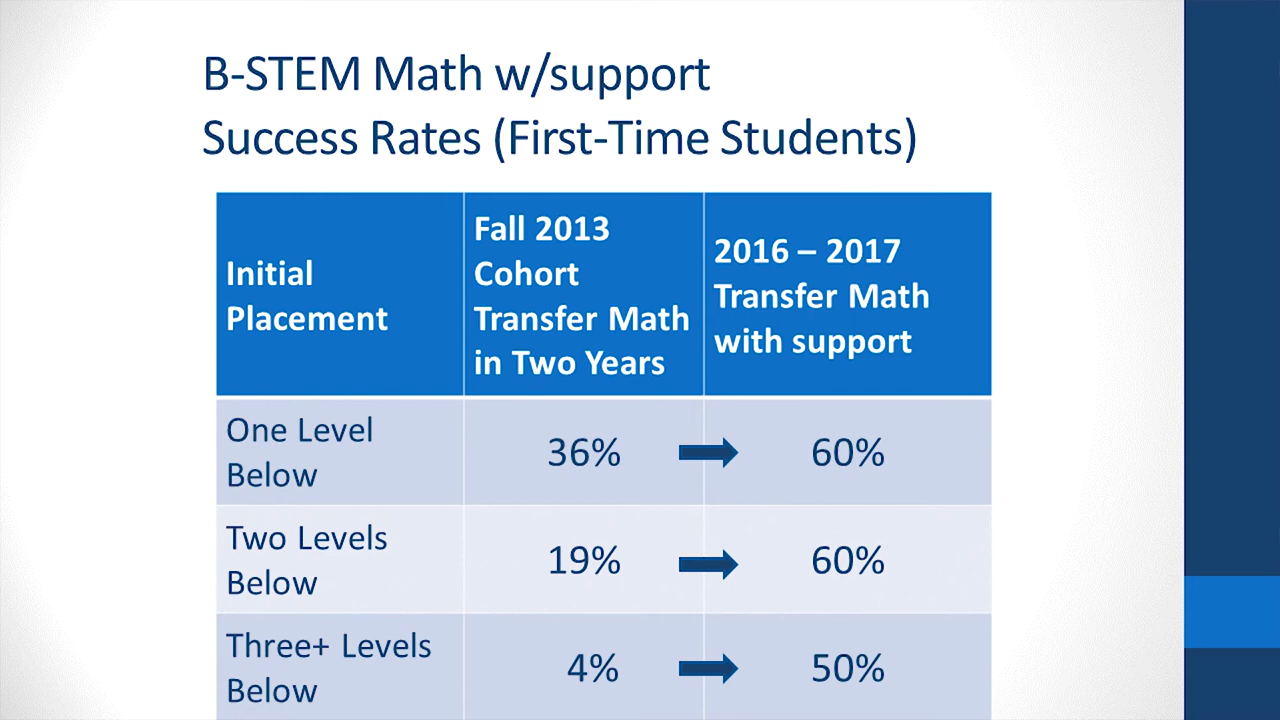 B-STEM Math w/support
Success Rates (First-Time Students)
Initial
Placement
Fall 2013
Cohort
Transfer Math
in Two Years
2016 – 2017
Transfer Math
with support
One Level
Below
36%
60%
Two Levels
Below
19%
60%
Three+ Levels
Below
4%
50%